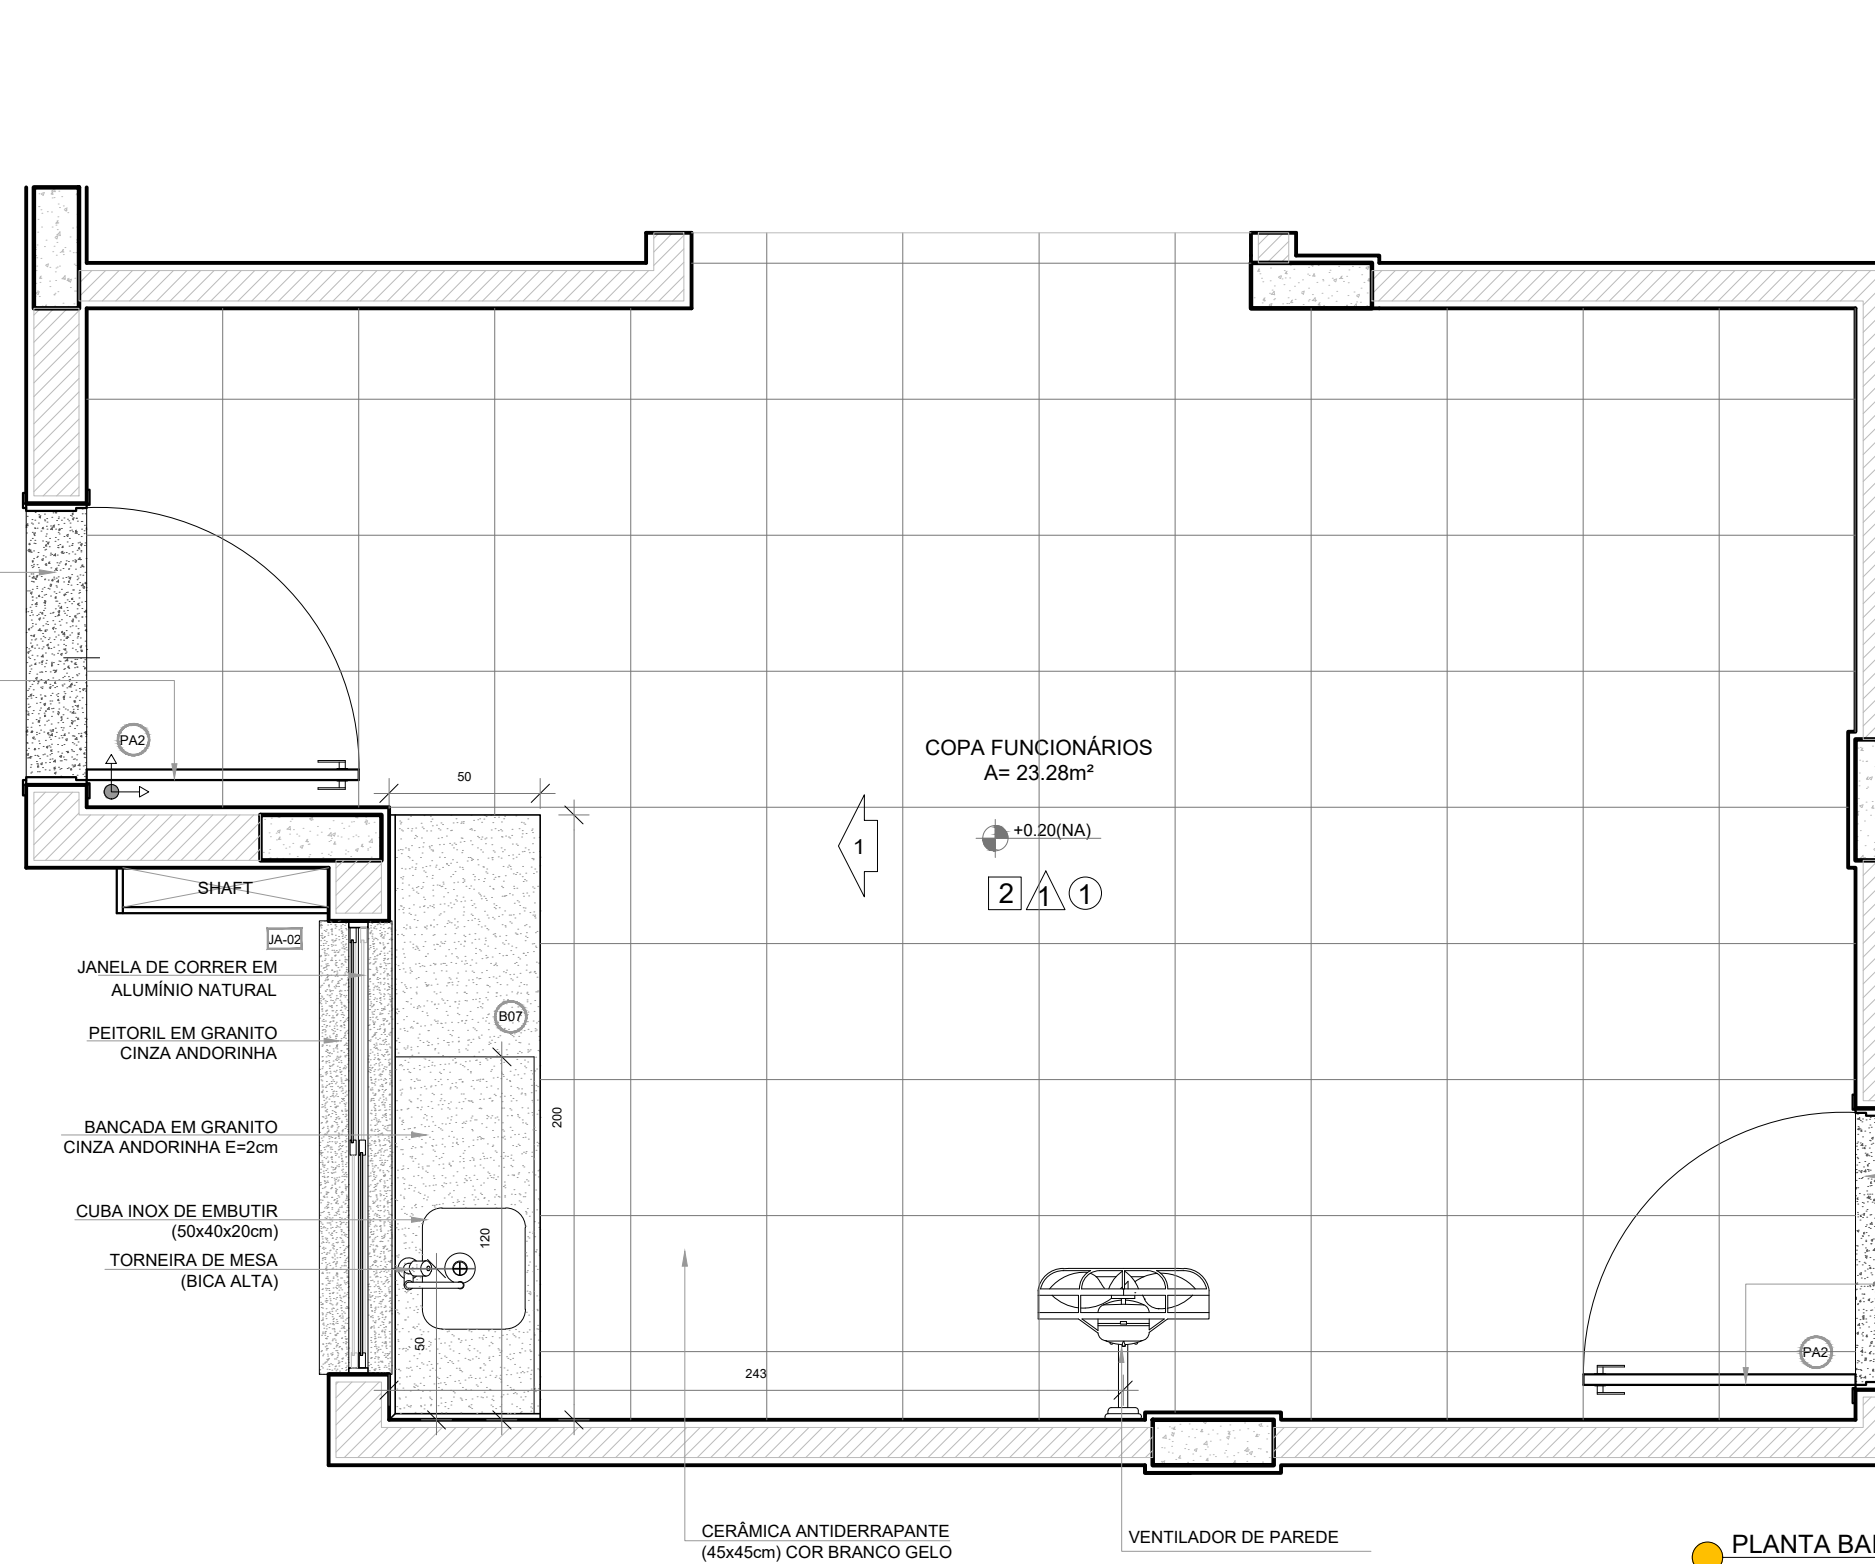 PA2
50
COPA FUNCIONÁRIOS
A= 23.28m²
+0.20(NA)
1
2
1
1
SHAFT
JA-02
JANELA DE CORRER EM
ALUMÍNIO NATURAL
PEITORIL EM GRANITO
CINZA ANDORINHA
BANCADA EM GRANITO
CINZA ANDORINHA E=2cm
CUBA INOX DE EMBUTIR
(50x40x20cm)
TORNEIRA DE MESA
(BICA ALTA)
B07
200
120
50
243
PA2
CERÂMICA ANTIDERRAPANTE
(45x45cm) COR BRANCO GELO
VENTILADOR DE PAREDE
PLANTA